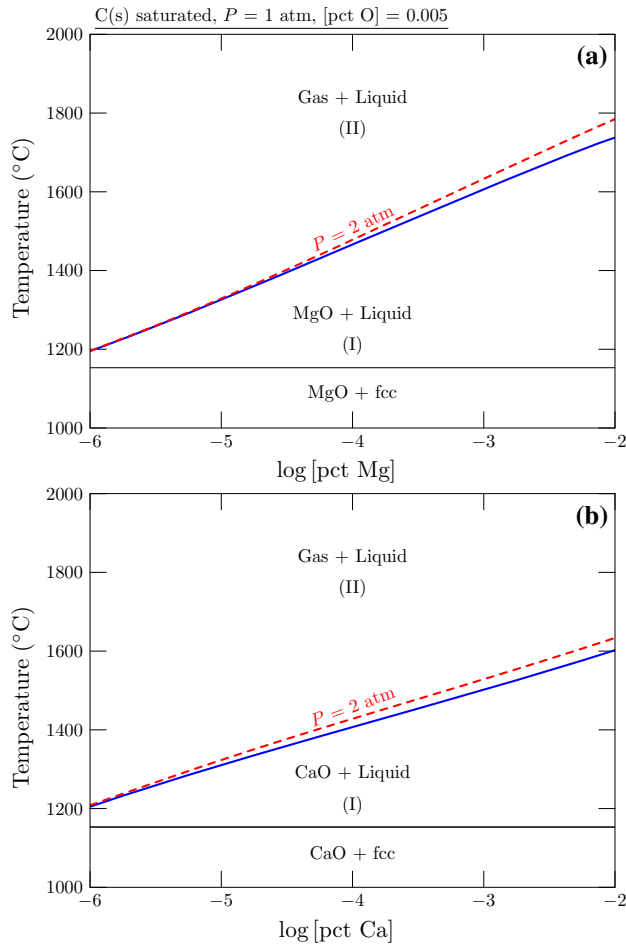 C(s) saturated, P = 1 atm, [pct O] = 0.005
2000
(a)
Gas + Liquid
1800
(II)
1600
Temperature (°C)
P = 2 atm
1400
MgO + Liquid
(I)
1200
MgO + fcc
1000
−6 −5 −4 −3 −2
log [pct Mg]
2000
(b)
Gas + Liquid
1800
(II)
1600
Temperature (°C)
P = 2 atm
1400
CaO + Liquid
(I)
1200
CaO + fcc
1000
−6 −5 −4 −3 −2
log [pct Ca]